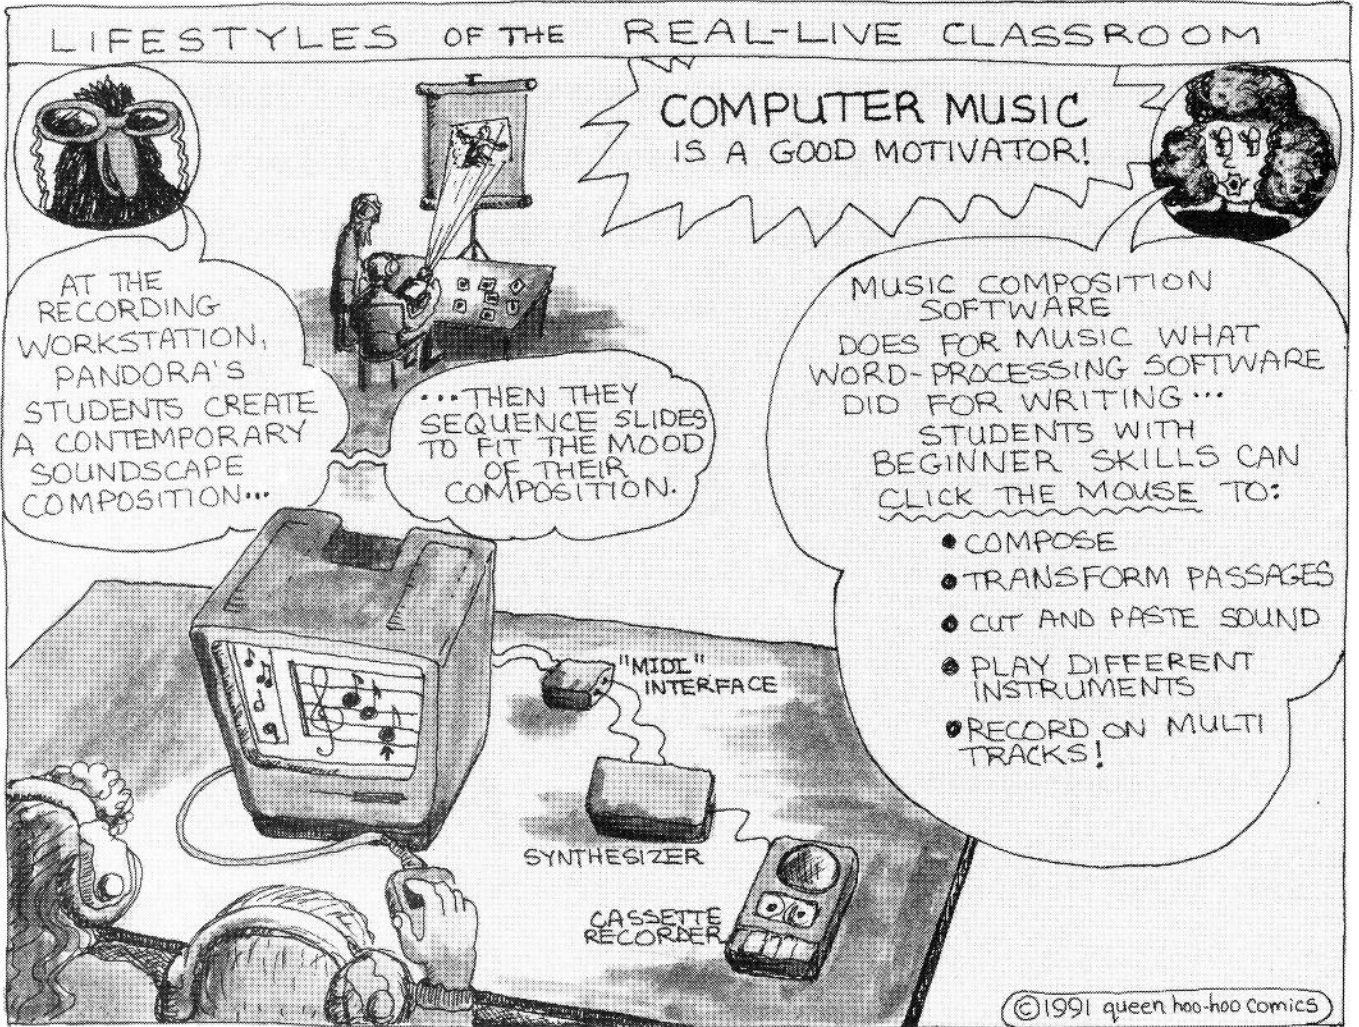 LIFESTYLES OF THE REAL-LIVE CLASSROOM
COMPUTER MUSIC
IS A GOOD MOTIVATOR!
AT THE
RECORDING
WORKSTATION,
PANDORA'S
STUDENTS CREATE
A CONTEMPORARY
SOUNDSCAPE
COMPOSITION...
...THEN THEY
SEQUENCE SLIDES
TO FIT THE MOOD
OF THEIR
COMPOSITION.
MUSIC COMPOSITION
SOFTWARE
DOES FOR MUSIC WHAT
WORD-PROCESSING SOFTWARE
DID FOR WRITING...
STUDENTS WITH
BEGINNER SKILLS CAN
CLICK THE MOUSE TO:
• COMPOSE
• TRANSFORM PASSAGES
• CUT AND PASTE SOUND
• PLAY DIFFERENT
INSTRUMENTS
• RECORD ON MULTI
TRACKS!
"MIDI"
INTERFACE
SYNTHESIZER
CASSETTE
RECORDER
©1991 queen hoo-hoo comics